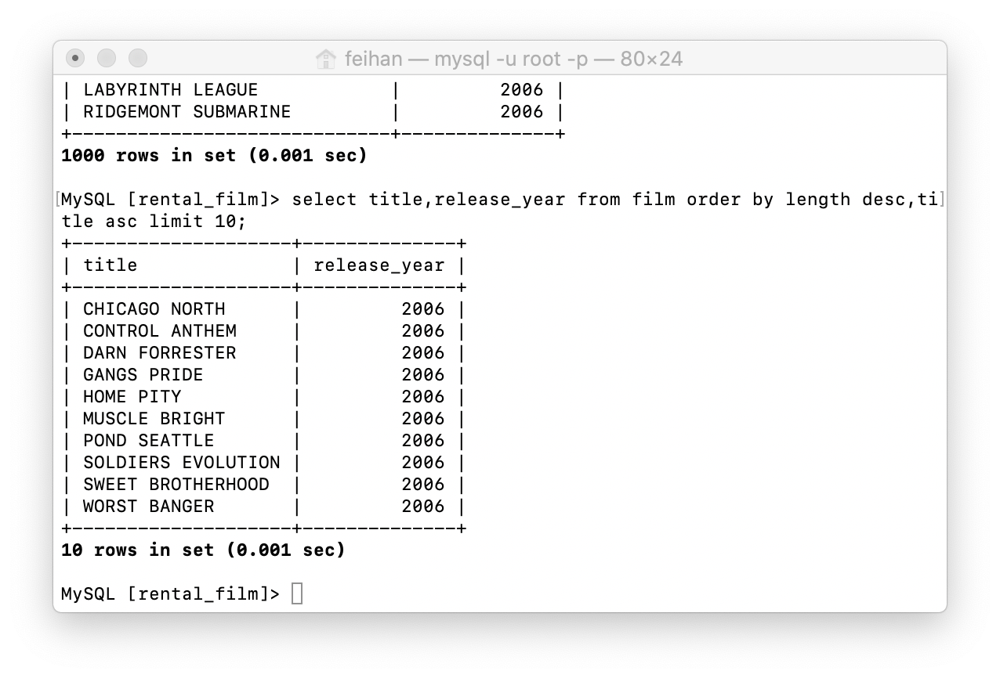 feihan — mysql -u root -p — 80×24
| LABYRINTH LEAGUE            |         2006 |
| RIDGEMONT SUBMARINE         |         2006 |
+-----------------------------+--------------+
1000 rows in set (0.001 sec)
[MySQL [rental_film]> select title,release_year from film order by length desc,ti]
tle asc limit 10;
+--------------------+--------------+
| title              | release_year |
+--------------------+--------------+
| CHICAGO NORTH      |         2006 |
| CONTROL ANTHEM     |         2006 |
| DARN FORRESTER     |         2006 |
| GANGS PRIDE        |         2006 |
| HOME PITY          |         2006 |
| MUSCLE BRIGHT      |         2006 |
| POND SEATTLE       |         2006 |
| SOLDIERS EVOLUTION |         2006 |
| SWEET BROTHERHOOD  |         2006 |
| WORST BANGER       |         2006 |
+--------------------+--------------+
10 rows in set (0.001 sec)
MySQL [rental_film]>